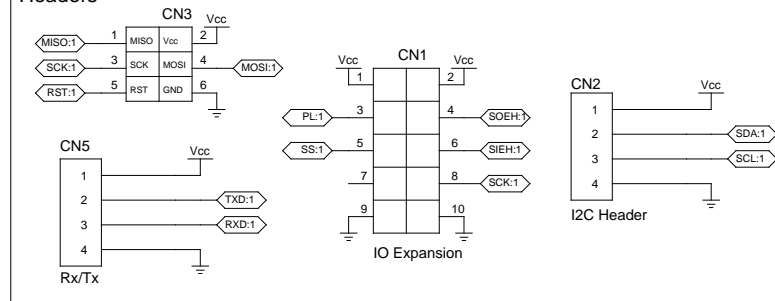 Headers
CN3
Vcc
MISO:1 1 MISO Vcc 2
SCK:1 3 SCK MOSI 4 MOSI:1
RST:1 5 RST GND 6
CN5
Vcc
1
2 TXD:1
3 RXD:1
4
Rx/Tx
CN1
Vcc Vcc
1 2
PL:1 3 4 SOEH:1
SS:1 5 6 SIEH:1
7 8 SCK:1
9 10
IO Expansion
CN2
Vcc
1
2 SDA:1
3 SCL:1
4
I2C Header